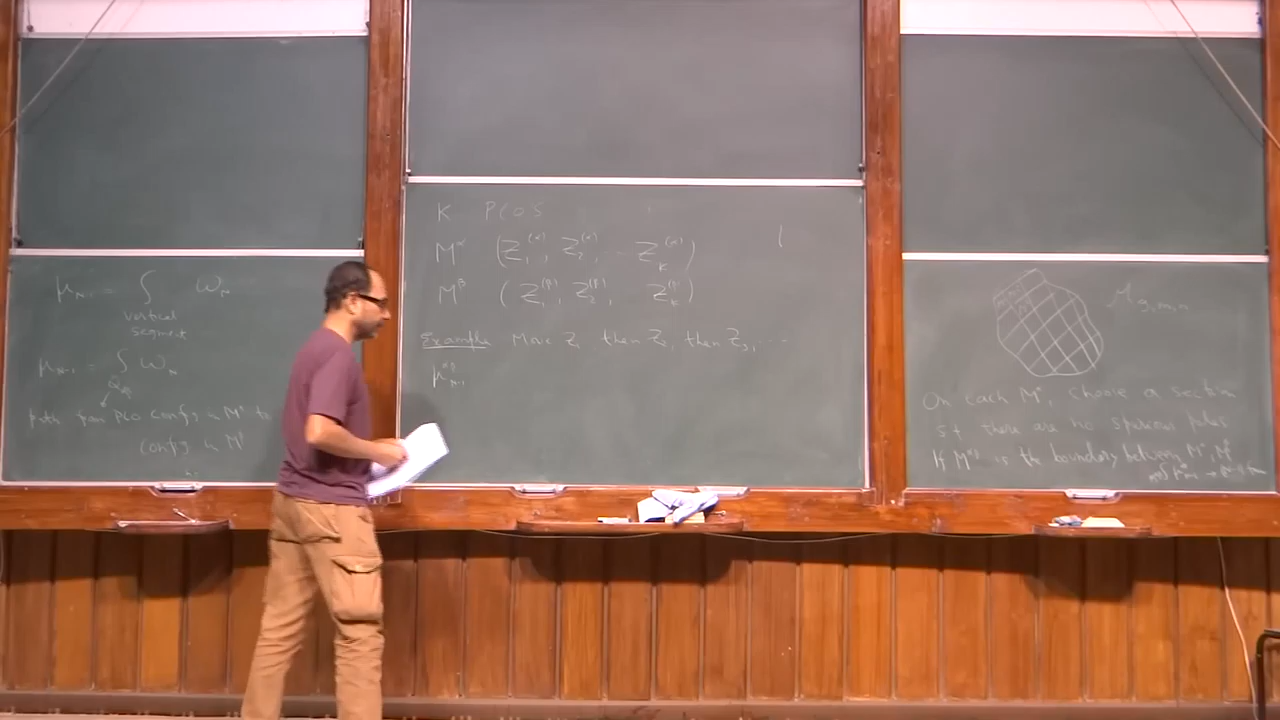 μ_{n-1} = ∫ ω_n
vertical
segment
μ_{n-1} = ∫ ω_n
path from PCO config in M^α to
config in M^β
K PCOS
M^α (Z_1^{(α)}, Z_2^{(α)}, ... Z_K^{(α)})
M^β (Z_1^{(β)}, Z_2^{(β)}, Z_K^{(β)})
Example Move Z_1 then Z_2, then Z_3, ...
μ_{n-1}^{αβ}
M_{g,m,n}
On each M^α, choose a section
s.t there are no spurious poles
If M^{αβ} is the boundary between M^α, M^β